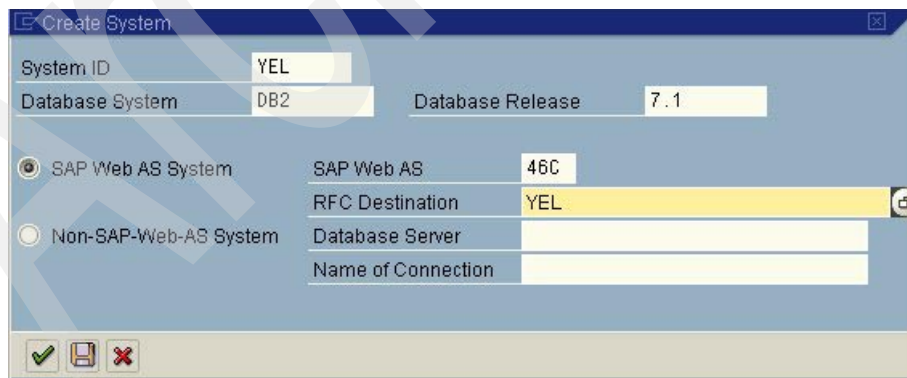 Create System
System ID YEL
Database System DB2 Database Release 7.1
SAP Web AS System SAP Web AS 46C
RFC Destination YEL
Non-SAP-Web-AS System Database Server
Name of Connection